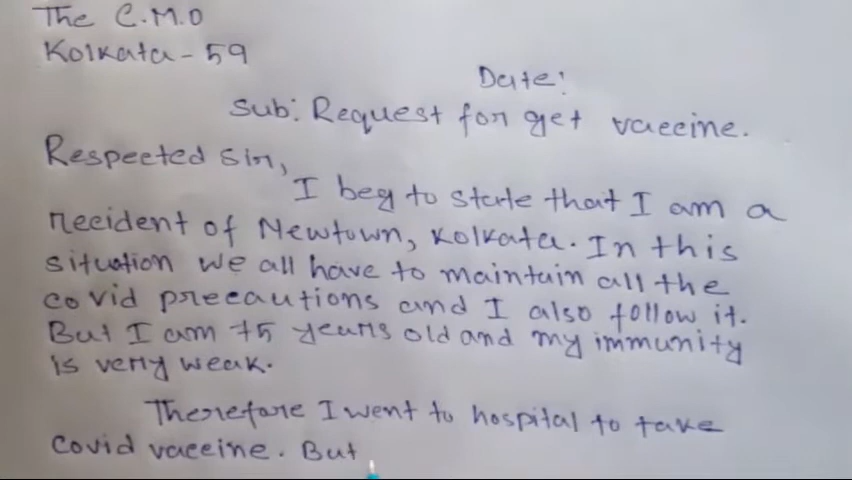 The C.M.O
Kolkata - 59
Date:
Sub: Request for get vaccine.
Respected Sir,
I beg to state that I am a
recident of Newtown, Kolkata. In this
situation we all have to maintain all the
covid precautions and I also follow it.
But I am 75 years old and my immunity
is very weak.
Therefore I went to hospital to take
Covid vaccine. But